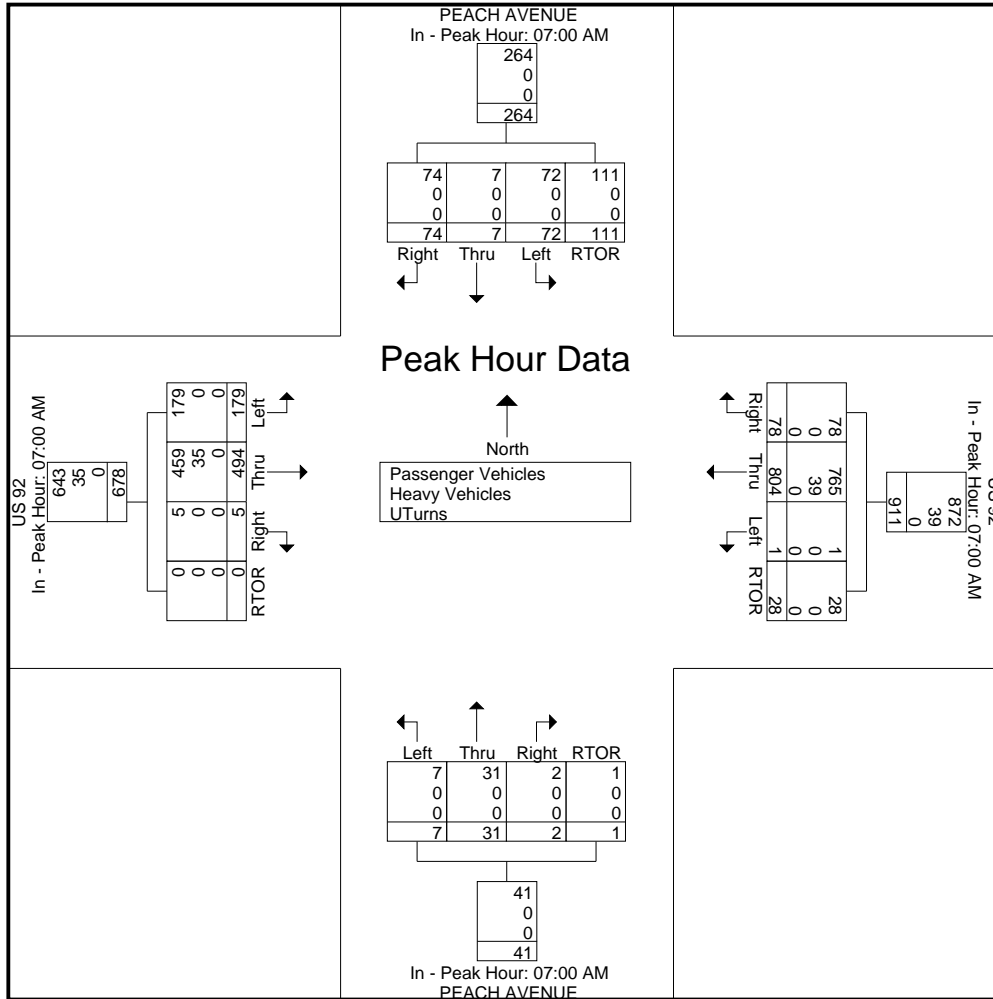 PEACH AVENUE
In - Peak Hour: 07:00 AM
264
0
0
264
74 7 72 111
0 0 0 0
0 0 0 0
74 7 72 111
Right Thru Left RTOR
Peak Hour Data
North
Passenger Vehicles
Heavy Vehicles
UTurns
US 92
In - Peak Hour: 07:00 AM
643
35
0
678
179 0 0 179 Left
459 35 0 494 Thru
5 0 0 5 Right
0 0 0 0 RTOR
Right 78 0 0 78
Thru 804 0 39 765
Left 1 0 0 1
RTOR 28 0 0 28
US 92
In - Peak Hour: 07:00 AM
872
39
0
911
Left Thru Right RTOR
7 31 2 1
0 0 0 0
0 0 0 0
7 31 2 1
41
0
0
41
In - Peak Hour: 07:00 AM
PEACH AVENUE